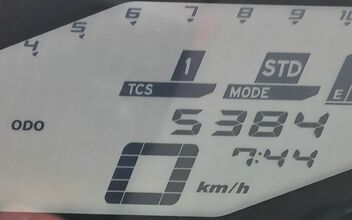 4 5 6 7 8 9 10
1 STD
TCS MODE E
ODO 5384
7:44
0 km/h